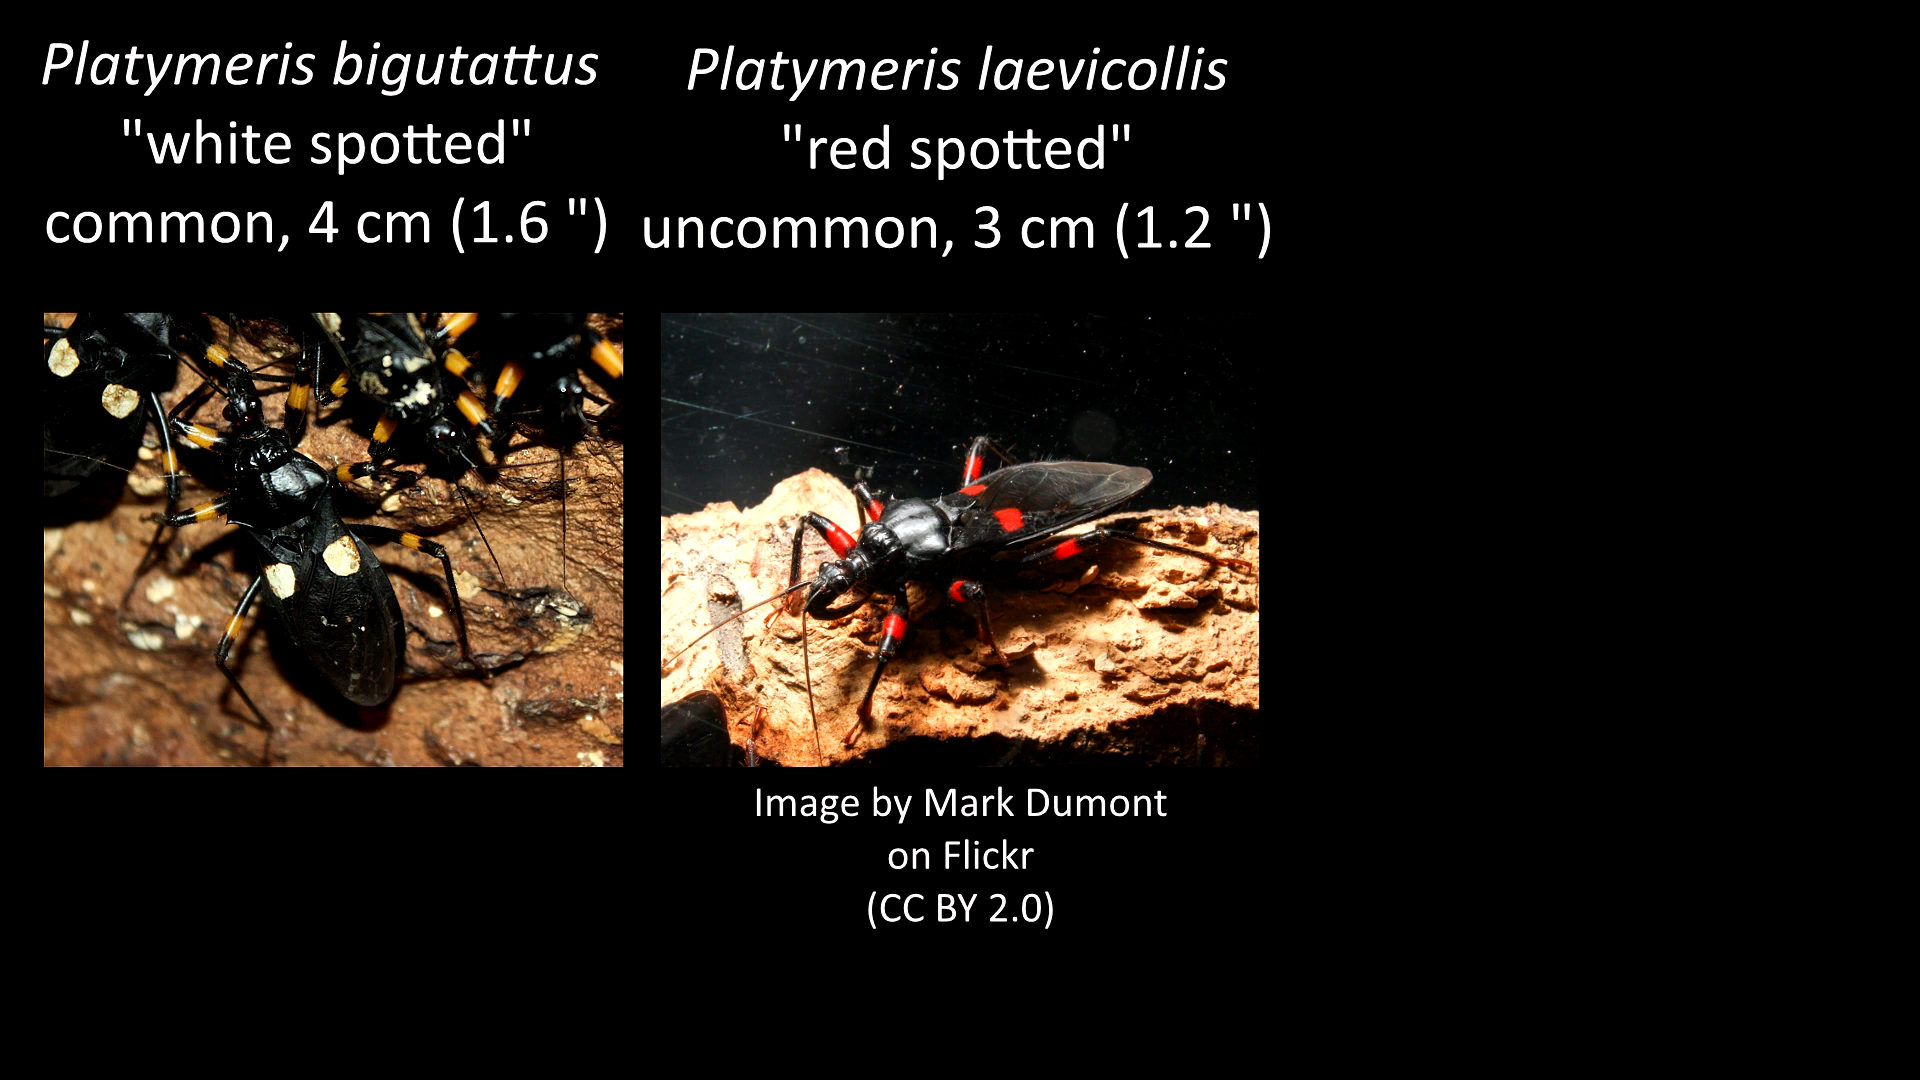 Platymeris bigutattus
"white spotted"
common, 4 cm (1.6 ")
Platymeris laevicollis
"red spotted"
uncommon, 3 cm (1.2 ")
Image by Mark Dumont
on Flickr
(CC BY 2.0)